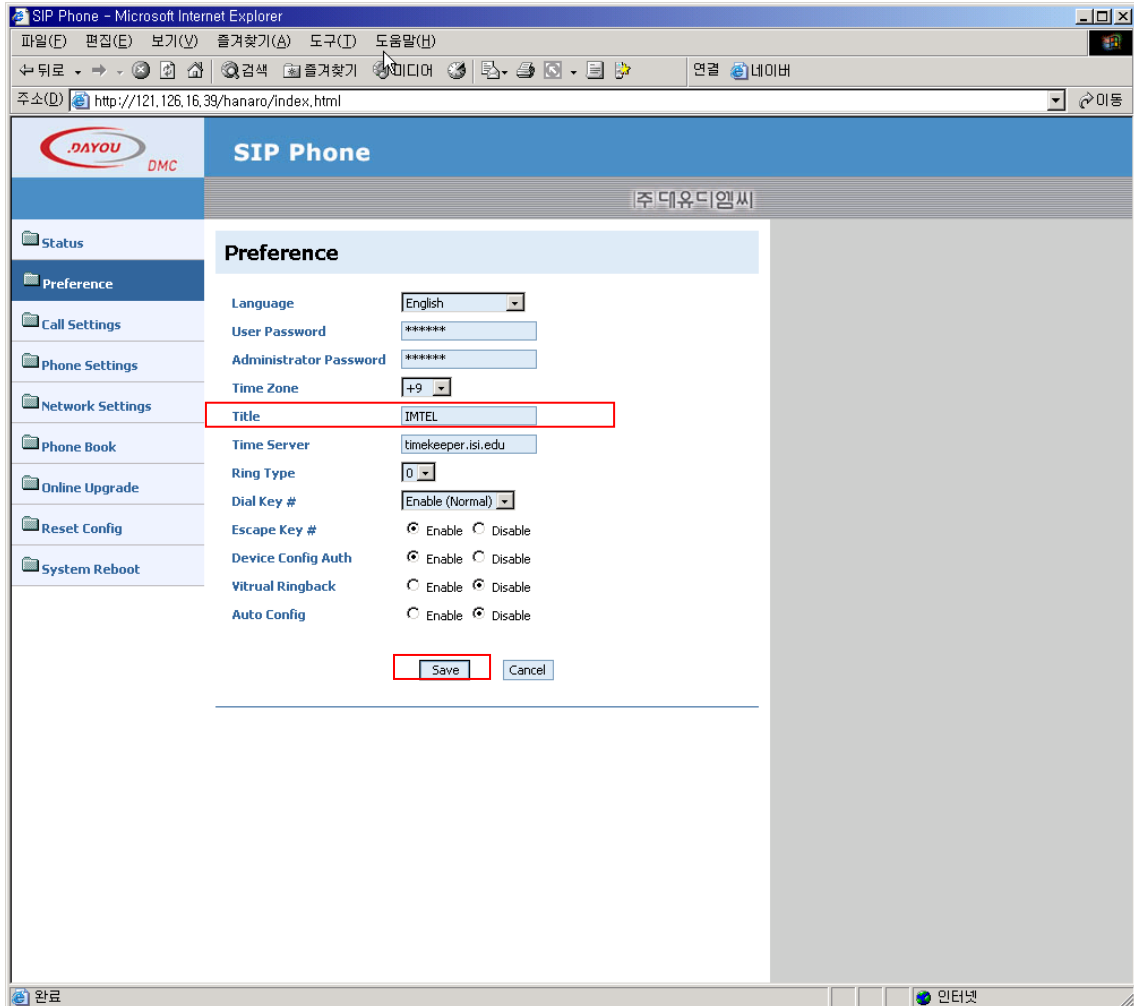 SIP Phone - Microsoft Internet Explorer
파일(F) 편집(E) 보기(V) 즐겨찾기(A) 도구(T) 도움말(H)
뒤로 검색 즐겨찾기 미디어 연결 네이버
주소(D) http://121.126.16.39/hanaro/index.html 이동
DAYOU DMC
SIP Phone
주대유디엠씨
Status
Preference
Call Settings
Phone Settings
Network Settings
Phone Book
Online Upgrade
Reset Config
System Reboot
Preference
Language English
User Password ******
Administrator Password ******
Time Zone +9
Title IMTEL
Time Server timekeeper.isi.edu
Ring Type 0
Dial Key # Enable (Normal)
Escape Key # Enable Disable
Device Config Auth Enable Disable
Vitrual Ringback Enable Disable
Auto Config Enable Disable
Save Cancel
완료 인터넷